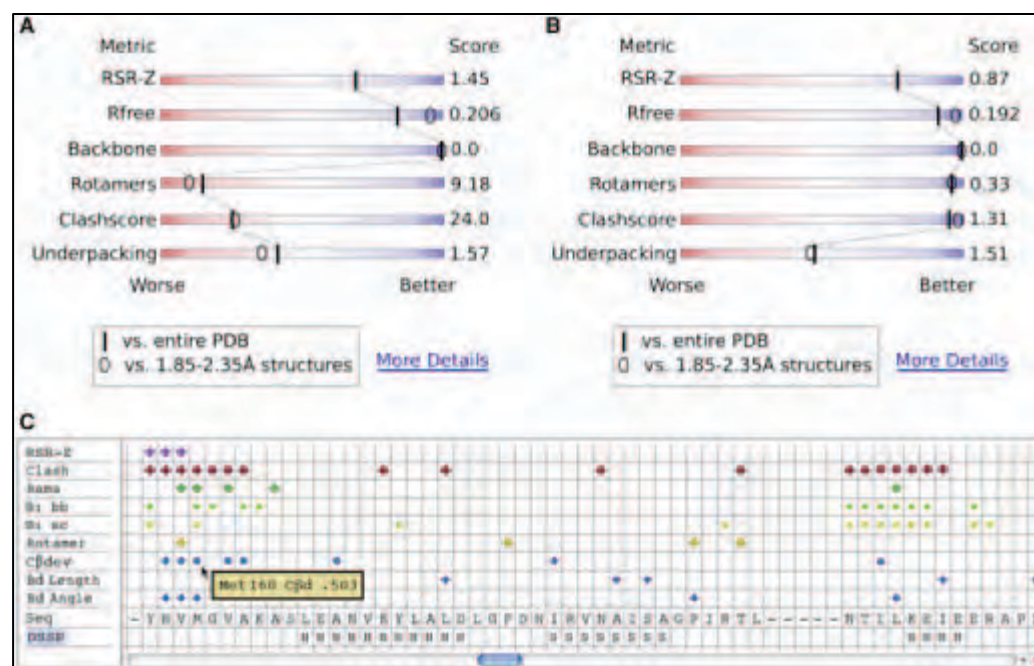 A
Metric Score
RSR-Z 1.45
Rfree 0.206
Backbone 0.0
Rotamers 9.18
Clashscore 24.0
Underpacking 1.57
Worse Better
vs. entire PDB
0 vs. 1.85-2.35Å structures
More Details
B
Metric Score
RSR-Z 0.87
Rfree 0.192
Backbone 0.0
Rotamers 0.33
Clashscore 1.31
Underpacking 1.51
Worse Better
vs. entire PDB
0 vs. 1.85-2.35Å structures
More Details
C
RSR-Z
Clash
Rama
Rotamer
Cβdev
Met160 Cβd .503
Bd Length
Bd Angle
Seq
DSSP